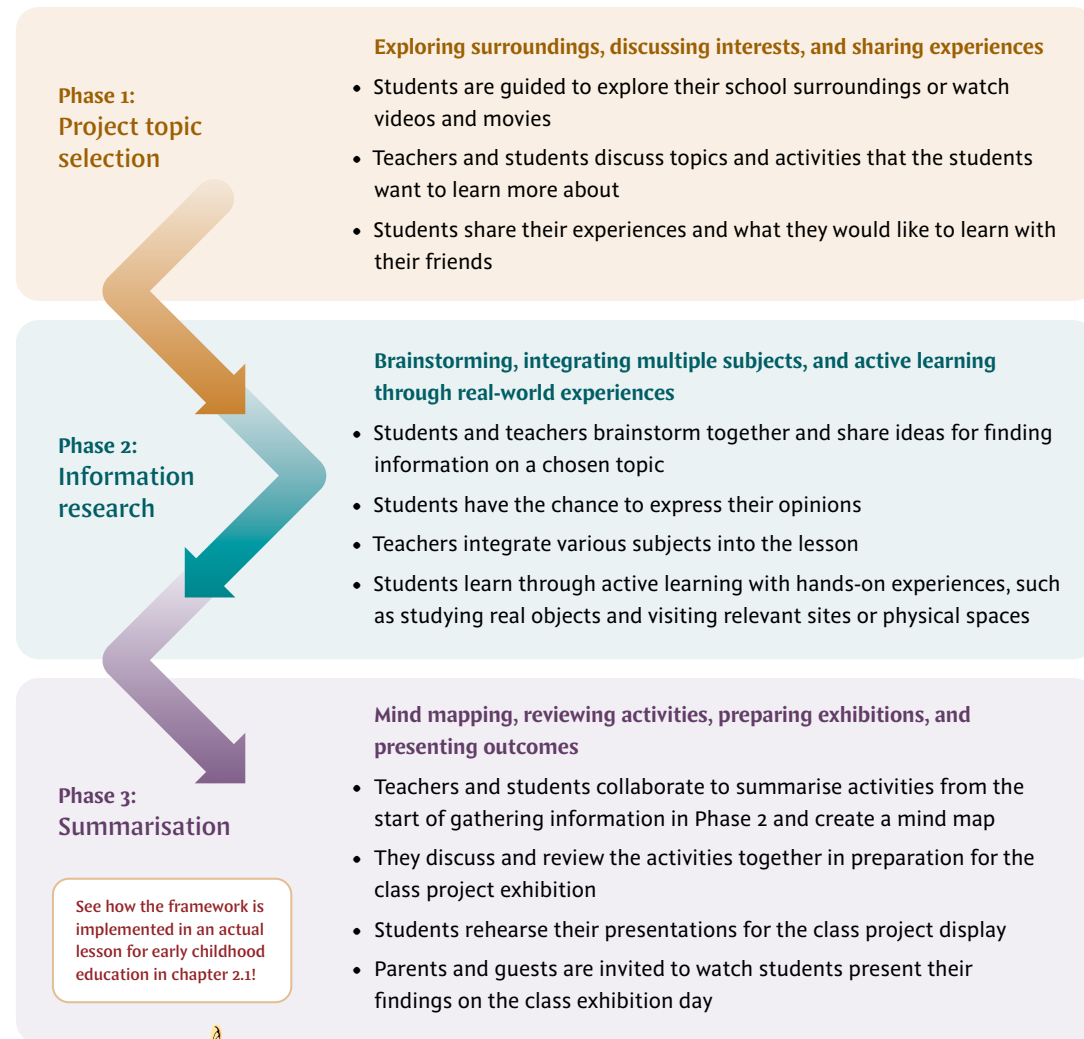 Phase 1:
Project topic
selection
Exploring surroundings, discussing interests, and sharing experiences
• Students are guided to explore their school surroundings or watch
videos and movies
• Teachers and students discuss topics and activities that the students
want to learn more about
• Students share their experiences and what they would like to learn with
their friends
Phase 2:
Information
research
Brainstorming, integrating multiple subjects, and active learning
through real-world experiences
• Students and teachers brainstorm together and share ideas for finding
information on a chosen topic
• Students have the chance to express their opinions
• Teachers integrate various subjects into the lesson
• Students learn through active learning with hands-on experiences, such
as studying real objects and visiting relevant sites or physical spaces
Phase 3:
Summarisation
Mind mapping, reviewing activities, preparing exhibitions, and
presenting outcomes
• Teachers and students collaborate to summarise activities from the
start of gathering information in Phase 2 and create a mind map
• They discuss and review the activities together in preparation for the
class project exhibition
• Students rehearse their presentations for the class project display
• Parents and guests are invited to watch students present their
findings on the class exhibition day
See how the framework is
implemented in an actual
lesson for early childhood
education in chapter 2.1!